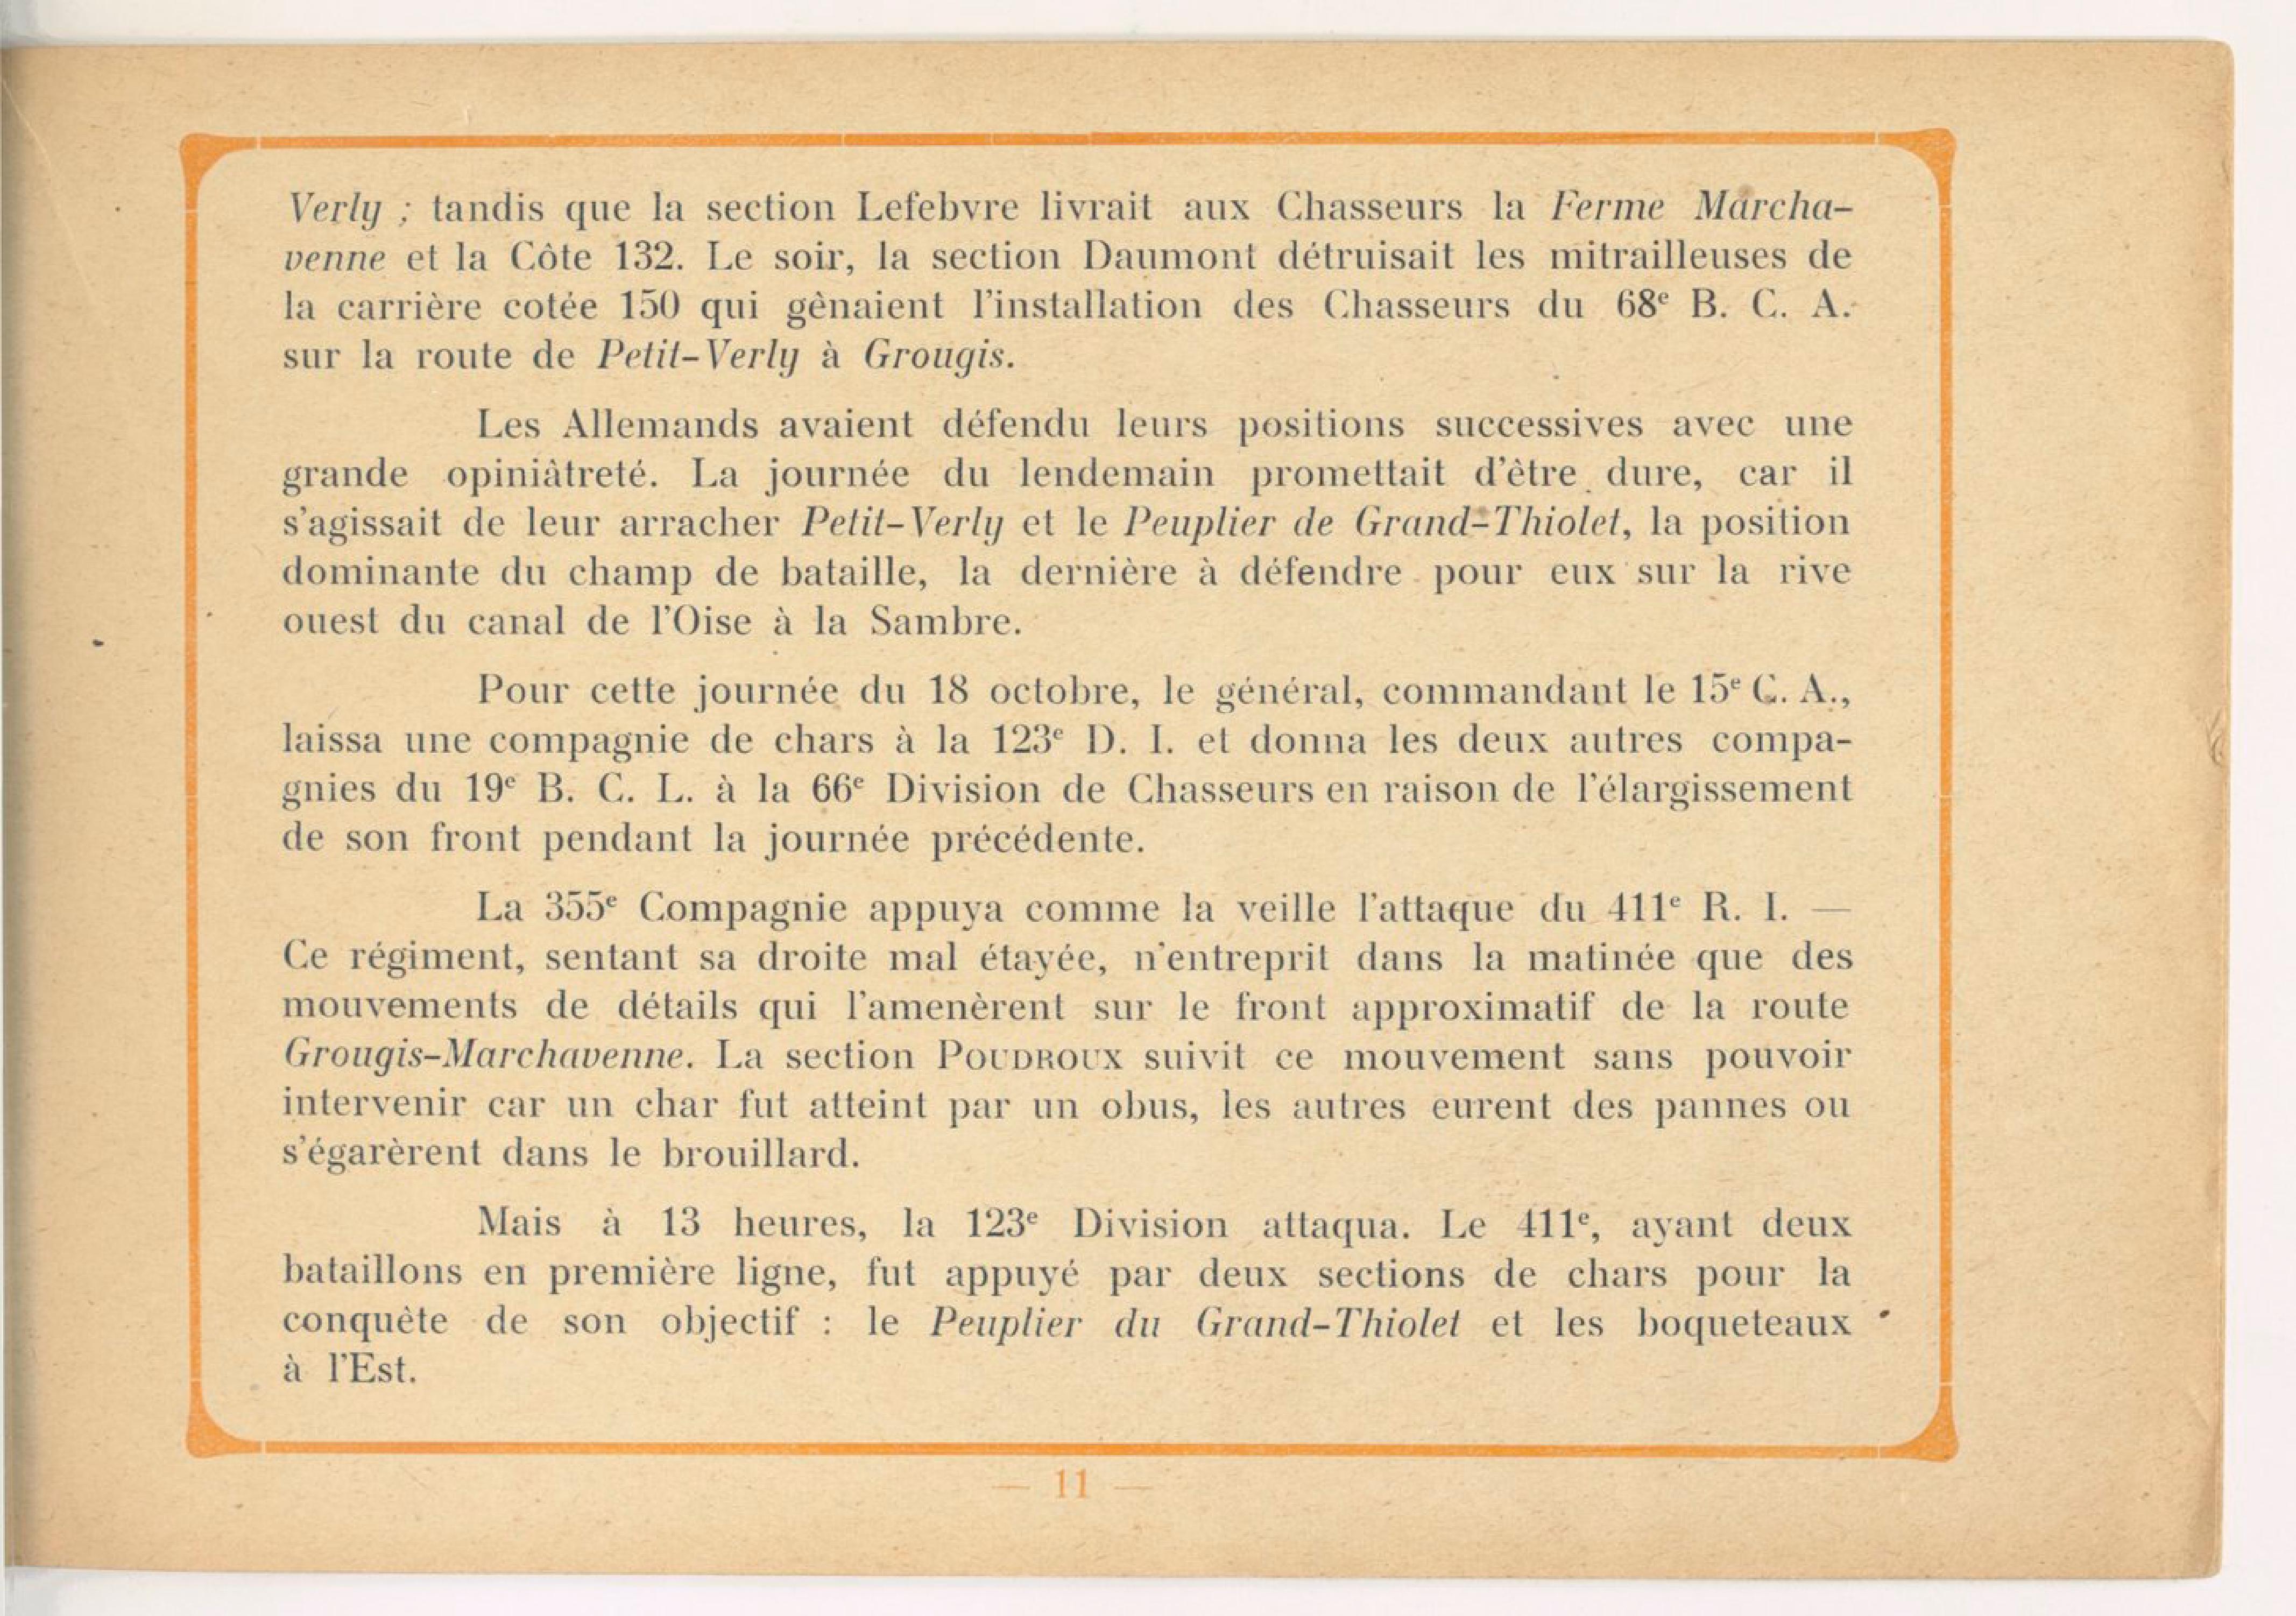 Verly ; tandis que la section Lefebvre livrait aux Chasseurs la Ferme Marcha-
venne et la Côte 132. Le soir, la section Daumont détruisait les mitrailleuses de
la carrière cotée 150 qui gênaient l'installation des Chasseurs du 68e B. C. A.
sur la route de Petit-Verly à Grougis.
Les Allemands avaient défendu leurs positions successives avec une
grande opiniâtreté. La journée du lendemain promettait d'être dure, car il
s'agissait de leur arracher Petit-Verly et le Peuplier de Grand-Thiolet, la position
dominante du champ de bataille, la dernière à défendre pour eux sur la rive
ouest du canal de l'Oise à la Sambre.
Pour cette journée du 18 octobre, le général, commandant le 15e C. A.,
laissa une compagnie de chars à la 123e D. I. et donna les deux autres compa-
gnies du 19e B. C. L. à la 66e Division de Chasseurs en raison de l'élargissement
de son front pendant la journée précédente.
La 355e Compagnie appuya comme la veille l'attaque du 411e R. I. —
Ce régiment, sentant sa droite mal étayée, n'entreprit dans la matinée que des
mouvements de détails qui l'amenèrent sur le front approximatif de la route
Grougis-Marchavenne. La section POUDROUX suivit ce mouvement sans pouvoir
intervenir car un char fut atteint par un obus, les autres eurent des pannes ou
s'égarèrent dans le brouillard.
Mais à 13 heures, la 123e Division attaqua. Le 411e, ayant deux
bataillons en première ligne, fut appuyé par deux sections de chars pour la
conquête de son objectif : le Peuplier du Grand-Thiolet et les boqueteaux
à l'Est.
— 11 —